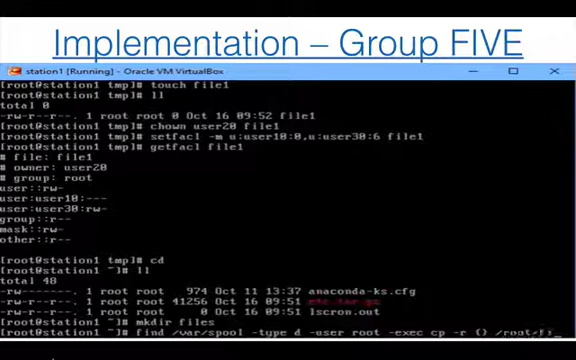 Implementation – Group FIVE
station1 [Running] - Oracle VM VirtualBox
[root@station1 tmp]# touch file1
[root@station1 tmp]# ll
total 0
-rw-r--r--. 1 root root 0 Oct 16 09:52 file1
[root@station1 tmp]# chown user20 file1
[root@station1 tmp]# setfacl -m u:user10:0,u:user30:6 file1
[root@station1 tmp]# getfacl file1
# file: file1
# owner: user20
# group: root
user::rw-
user:user10:---
user:user30:rw-
group::r--
mask::rw-
other::r--
[root@station1 tmp]# cd
[root@station1 ~]# ll
total 48
-rw-------. 1 root root 974 Oct 11 13:37 anaconda-ks.cfg
-rw-r--r--. 1 root root 41256 Oct 16 09:51 etc.tar.gz
-rw-r--r--. 1 root root 0 Oct 16 09:51 lscron.out
[root@station1 ~]# mkdir files
[root@station1 ~]# find /var/spool -type d -user root -exec cp -r {}